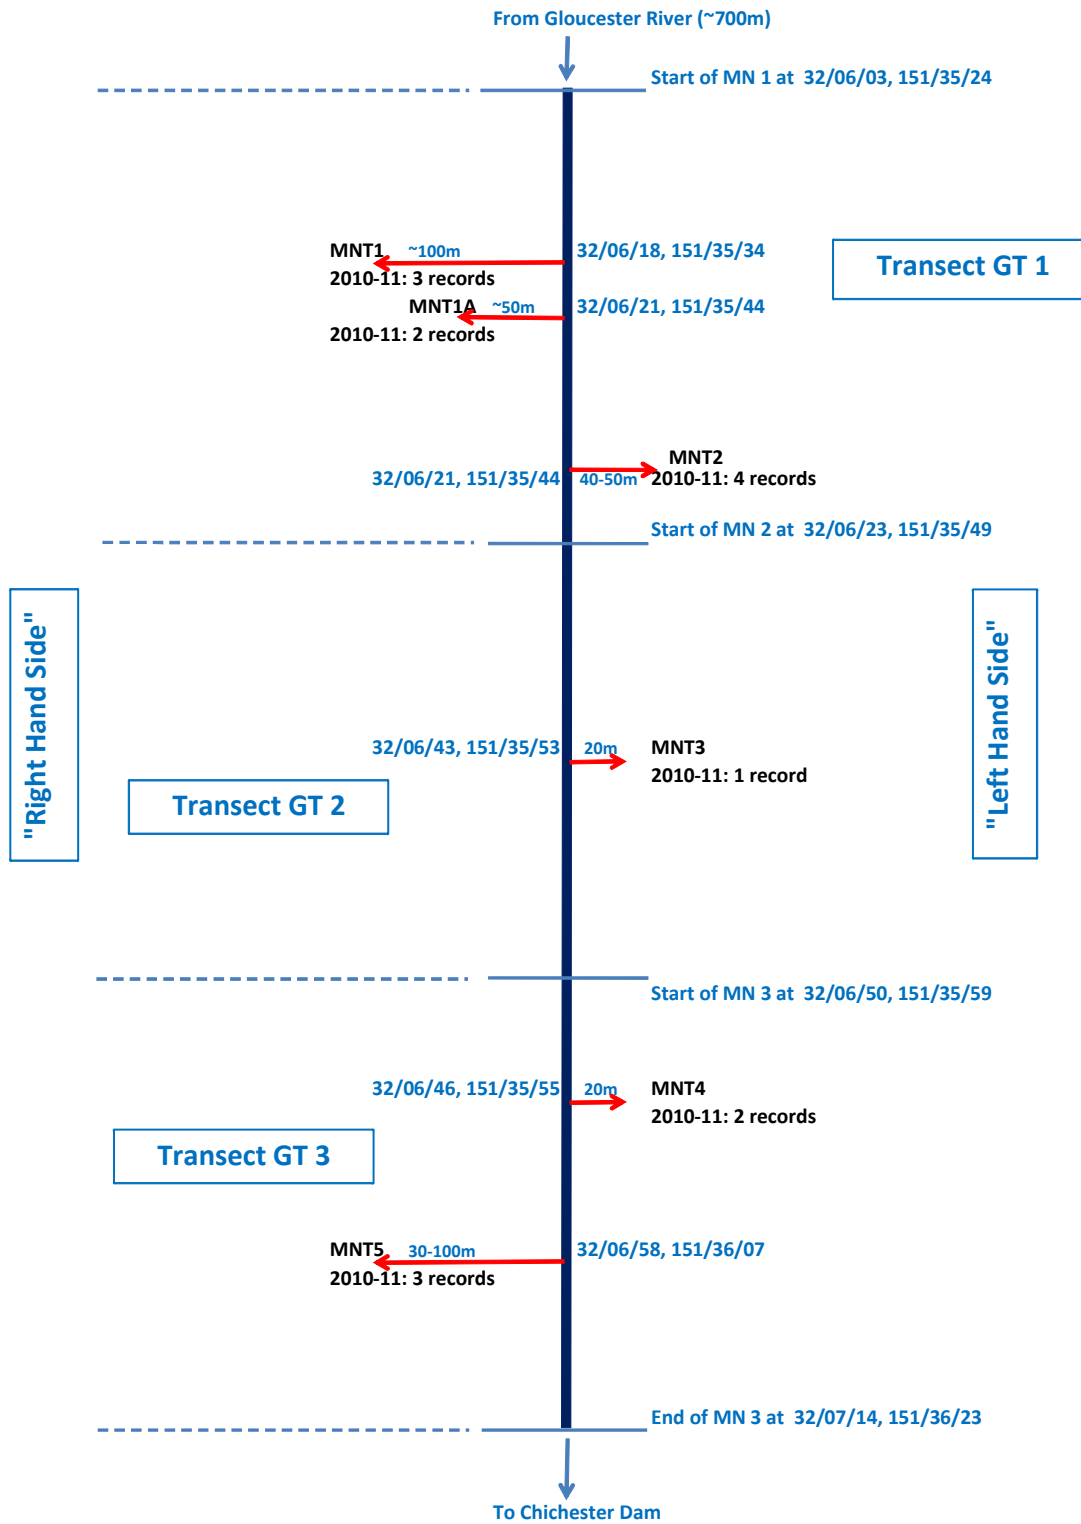 From Gloucester River (~700m)
Start of MN 1 at  32/06/03, 151/35/24
MNT1 ~100m 32/06/18, 151/35/34
2010-11: 3 records
Transect GT 1
MNT1A ~50m 32/06/21, 151/35/44
2010-11: 2 records
32/06/21, 151/35/44 40-50m MNT2
2010-11: 4 records
Start of MN 2 at  32/06/23, 151/35/49
"Right Hand Side"
"Left Hand Side"
32/06/43, 151/35/53 20m MNT3
2010-11: 1 record
Transect GT 2
Start of MN 3 at  32/06/50, 151/35/59
32/06/46, 151/35/55 20m MNT4
2010-11: 2 records
Transect GT 3
MNT5 30-100m 32/06/58, 151/36/07
2010-11: 3 records
End of MN 3 at  32/07/14, 151/36/23
To Chichester Dam